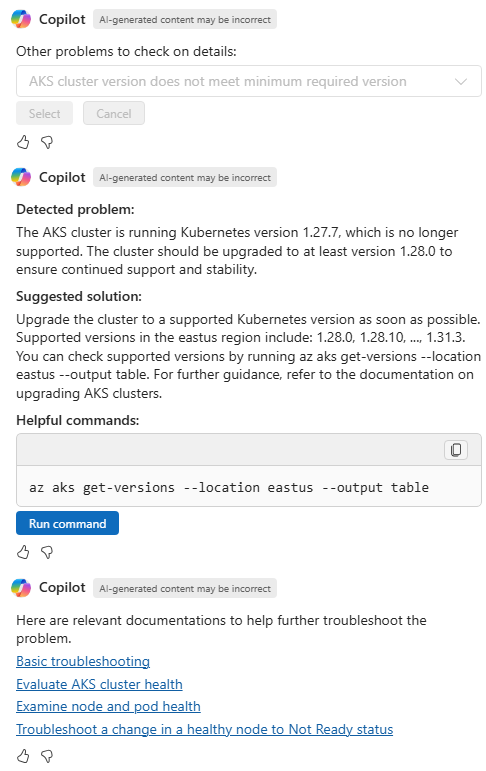 Copilot AI-generated content may be incorrect
Other problems to check on details:
AKS cluster version does not meet minimum required version
Select Cancel
Copilot AI-generated content may be incorrect
Detected problem:
The AKS cluster is running Kubernetes version 1.27.7, which is no longer
supported. The cluster should be upgraded to at least version 1.28.0 to
ensure continued support and stability.
Suggested solution:
Upgrade the cluster to a supported Kubernetes version as soon as possible.
Supported versions in the eastus region include: 1.28.0, 1.28.10, ..., 1.31.3.
You can check supported versions by running az aks get-versions --location
eastus --output table. For further guidance, refer to the documentation on
upgrading AKS clusters.
Helpful commands:
az aks get-versions --location eastus --output table
Run command
Copilot AI-generated content may be incorrect
Here are relevant documentations to help further troubleshoot the
problem.
Basic troubleshooting
Evaluate AKS cluster health
Examine node and pod health
Troubleshoot a change in a healthy node to Not Ready status